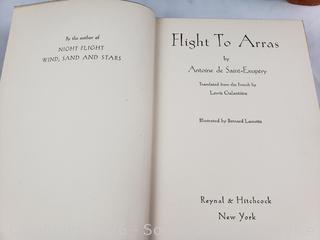 By the author of
NIGHT FLIGHT
WIND, SAND AND STARS
Flight To Arras
by
Antoine de Saint-Exupéry
Translated from the French by
Lewis Galantière
Illustrated by Bernard Lamotte
Reynal & Hitchcock
New York